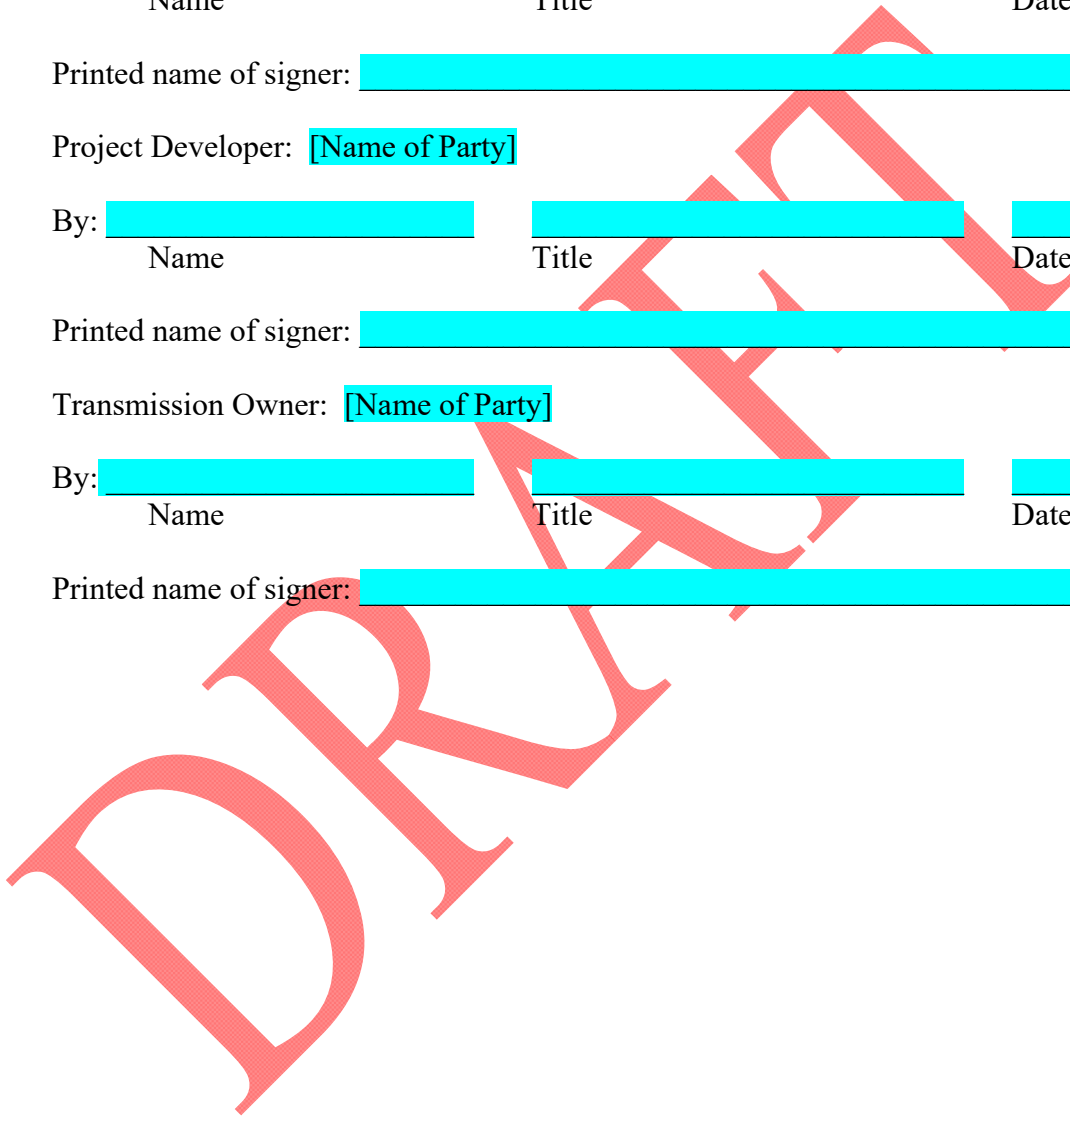 Name Title Date
Printed name of signer:
Project Developer: [Name of Party]
By:
Name Title Date
Printed name of signer:
Transmission Owner: [Name of Party]
By:
Name Title Date
Printed name of signer:
DRAFT